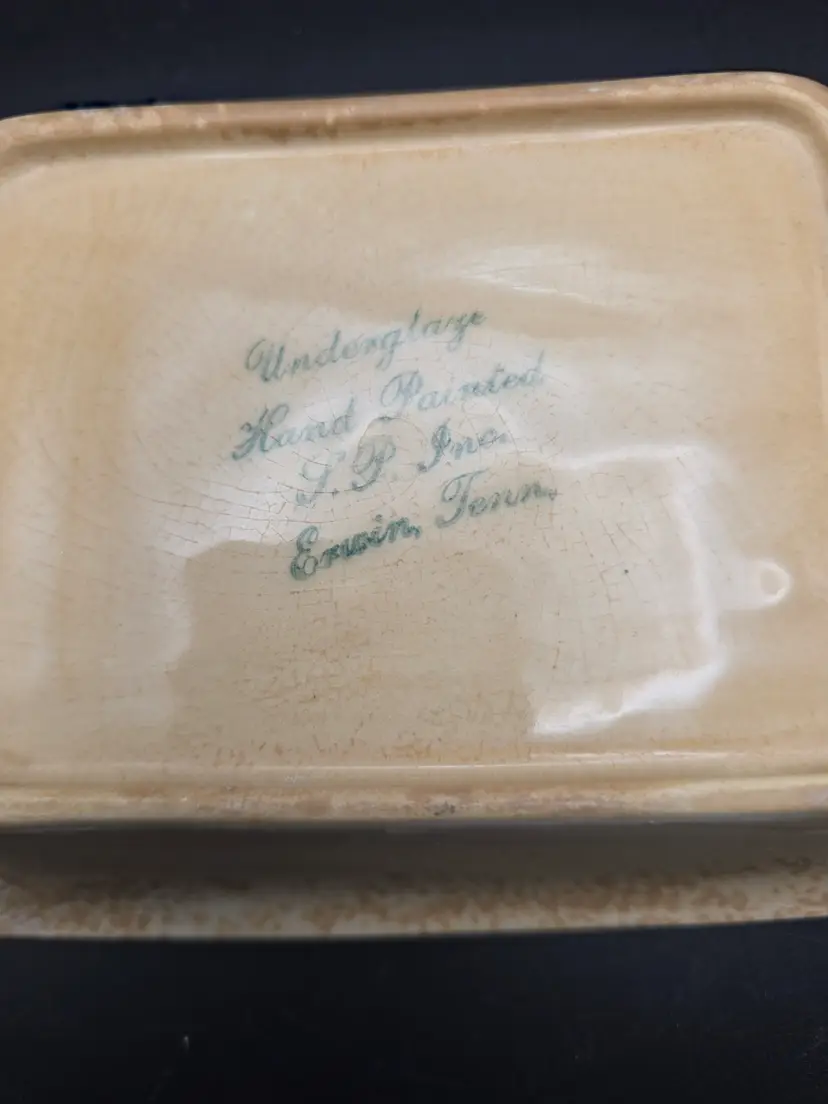 Underglaze
Hand Painted
S.P. Inc.
Erwin, Tenn.